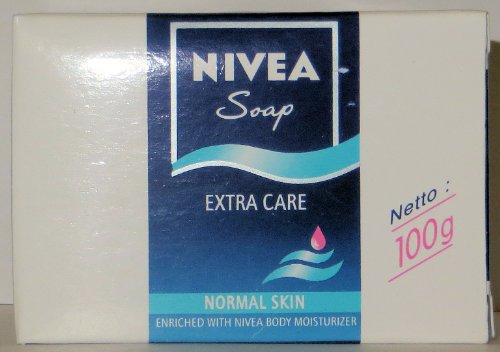 NIVEA
Soap
EXTRA CARE
Netto :
100g
NORMAL SKIN
ENRICHED WITH NIVEA BODY MOISTURIZER